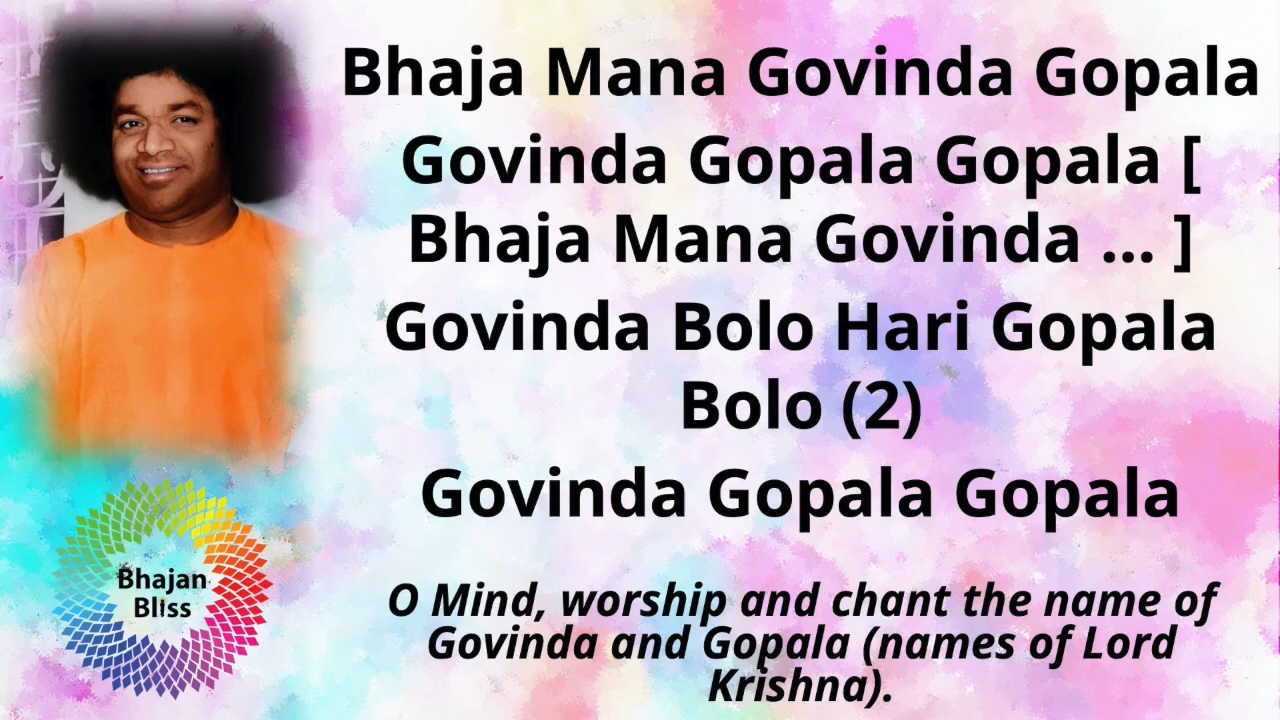 Bhaja Mana Govinda Gopala
Govinda Gopala Gopala [
Bhaja Mana Govinda ... ]
Govinda Bolo Hari Gopala
Bolo (2)
Govinda Gopala Gopala
O Mind, worship and chant the name of
Govinda and Gopala (names of Lord
Krishna).
Bhajan
Bliss